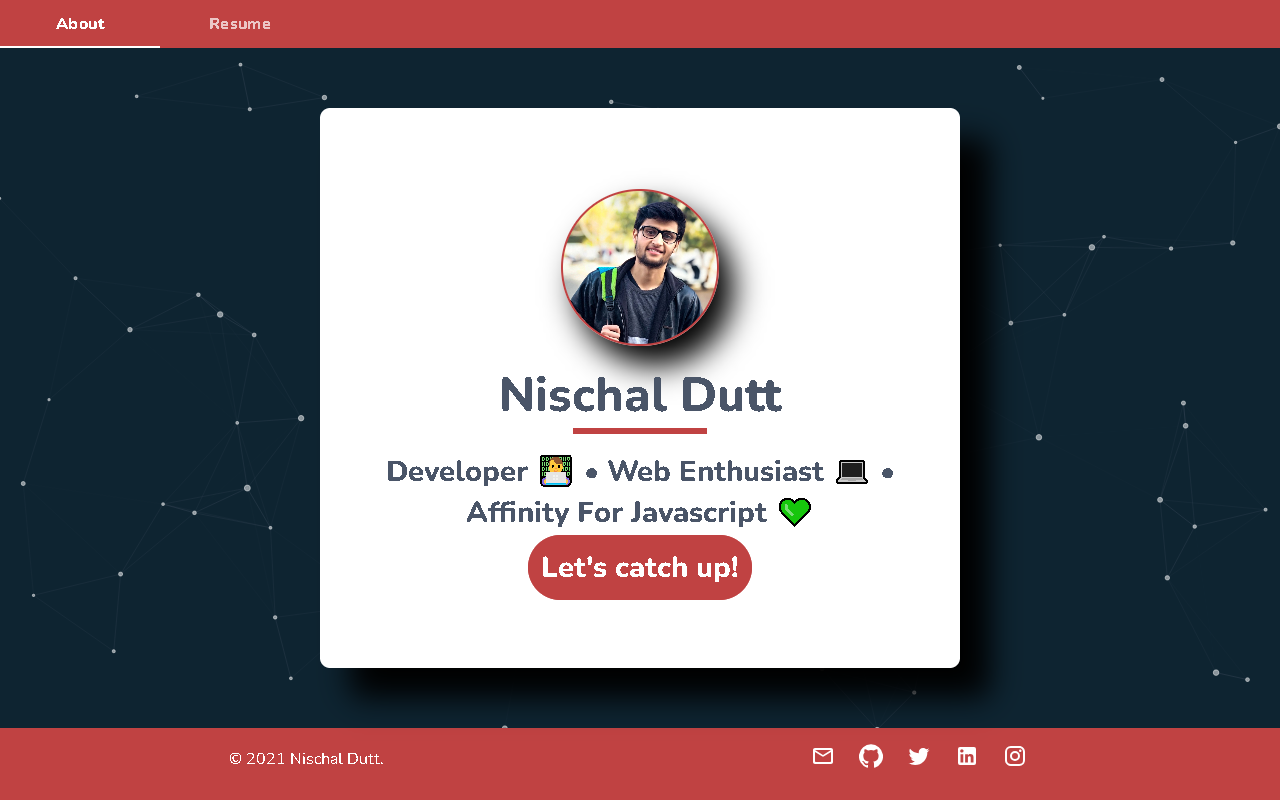 About
Resume
Nischal Dutt
Developer 👨‍💻 • Web Enthusiast 💻 •
Affinity For Javascript 💚
Let's catch up!
© 2021 Nischal Dutt.